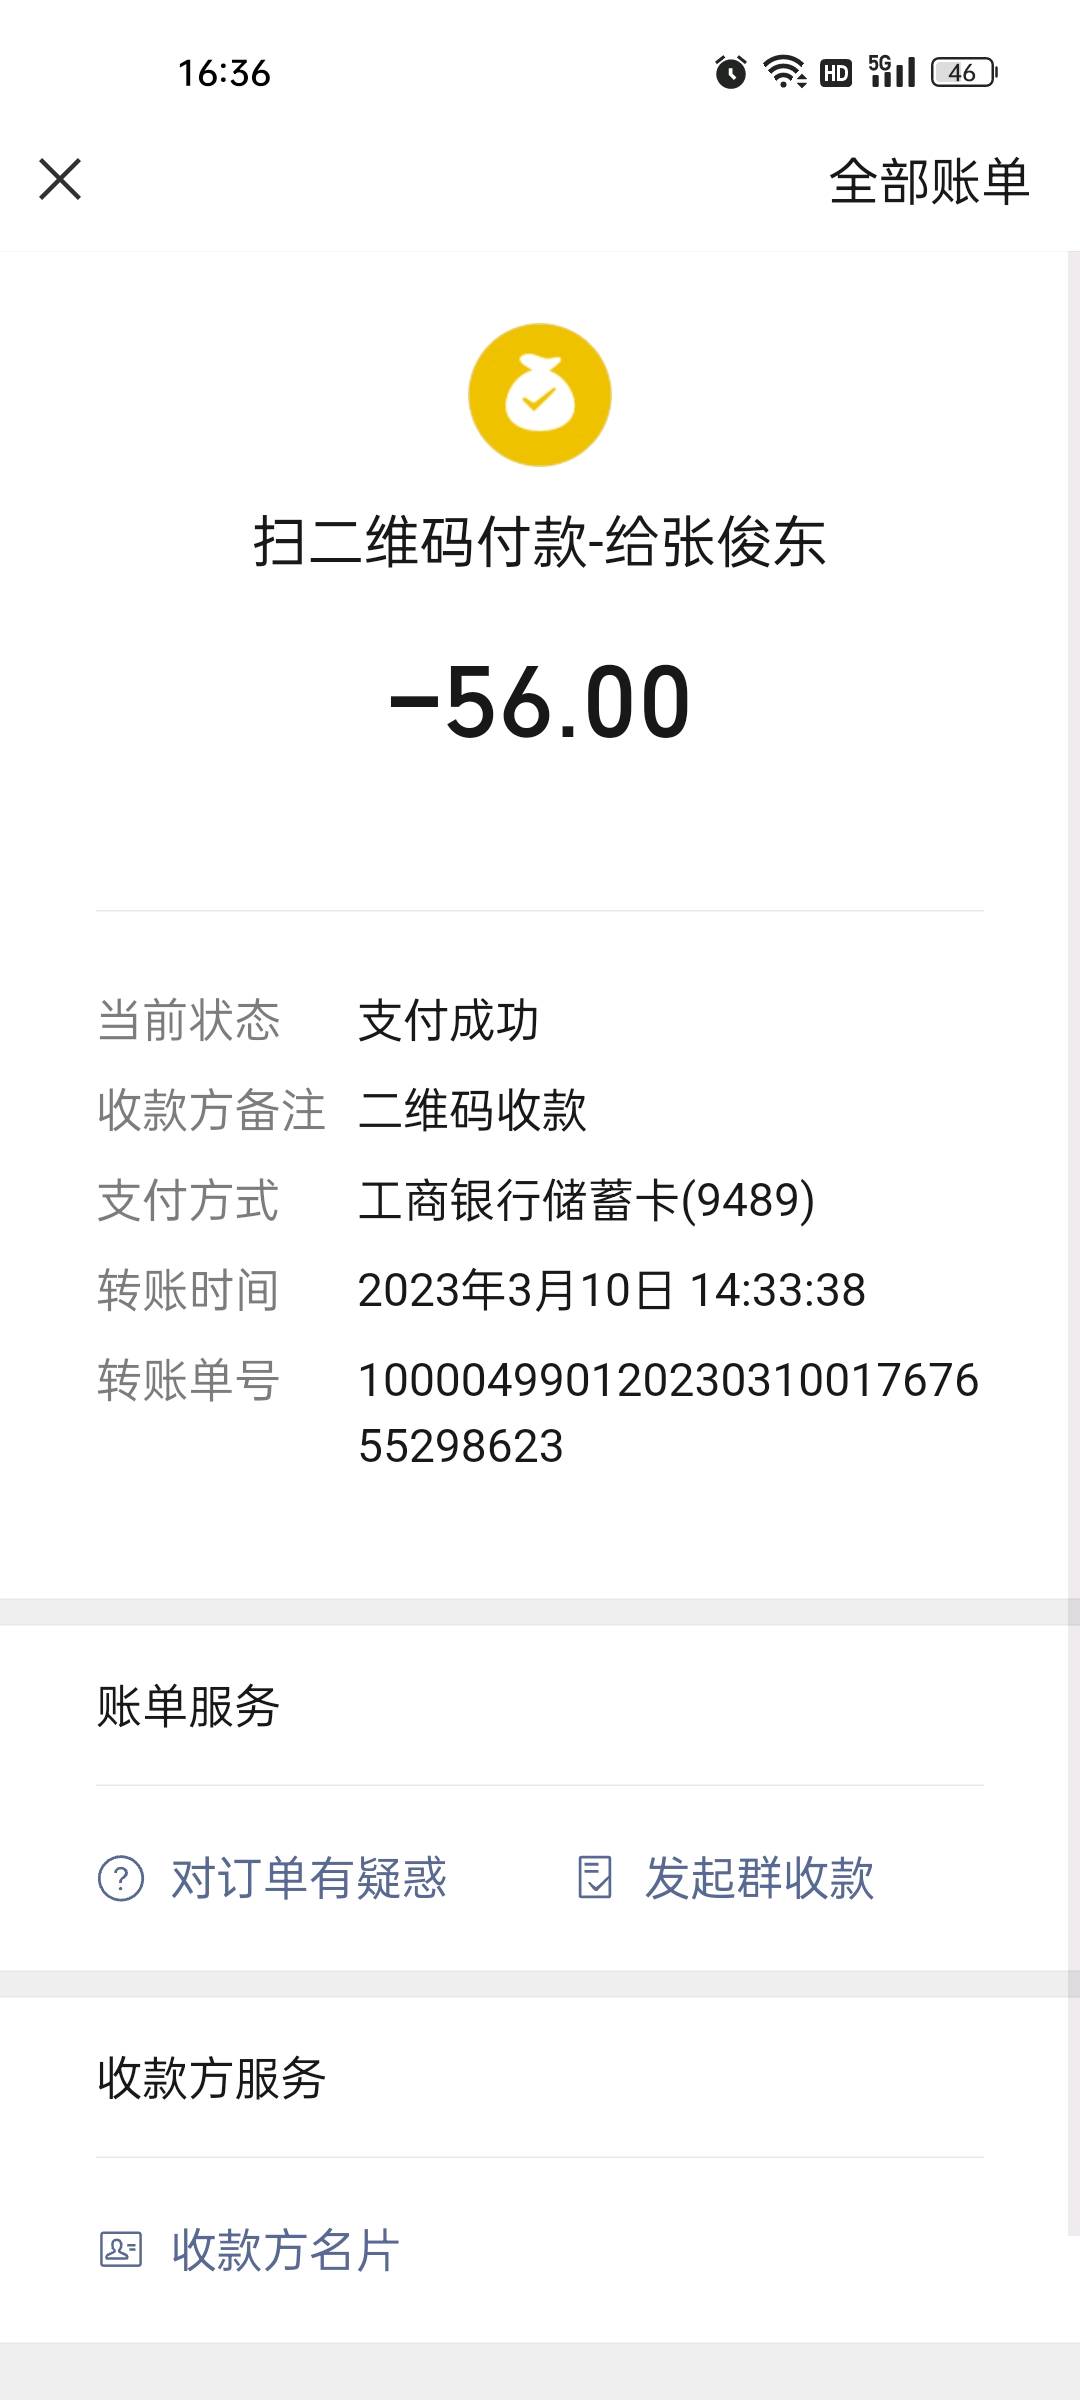 16:36
HD 5G 46
全部账单
扫二维码付款-给张俊东
-56.00
当前状态 支付成功
收款方备注 二维码收款
支付方式 工商银行储蓄卡(9489)
转账时间 2023年3月10日 14:33:38
转账单号 100004990120230310017676
55298623
账单服务
对订单有疑惑 发起群收款
收款方服务
收款方名片